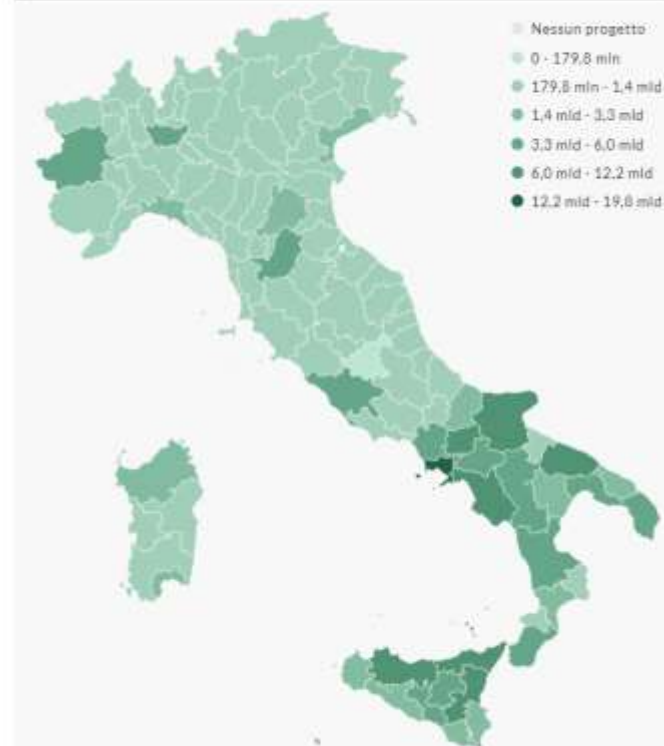 Nessun progetto
0 - 179,8 mln
179,8 mln - 1,4 mld
1,4 mld - 3,3 mld
3,3 mld - 6,0 mld
6,0 mld - 12,2 mld
12,2 mld - 19,8 mld